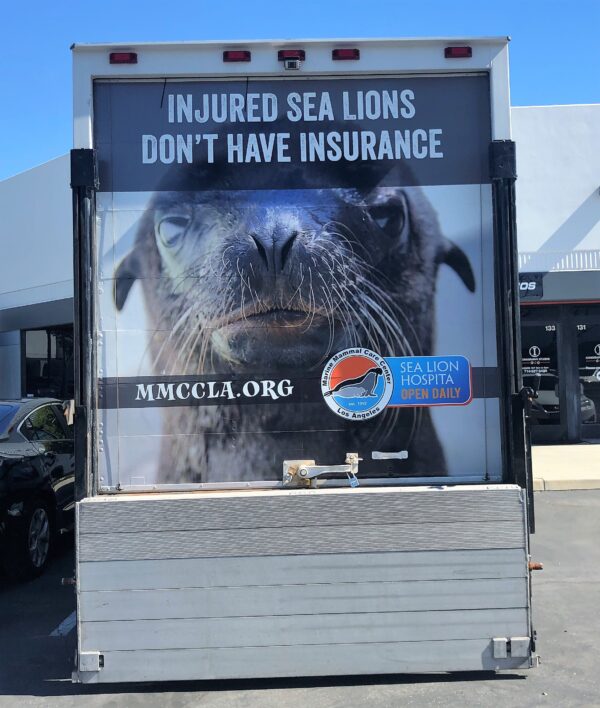 INJURED SEA LIONS
DON'T HAVE INSURANCE
MMCCLA.ORG
Marine Mammal Care Center
Los Angeles
SEA LION
HOSPITA
OPEN DAILY
OS
133
131